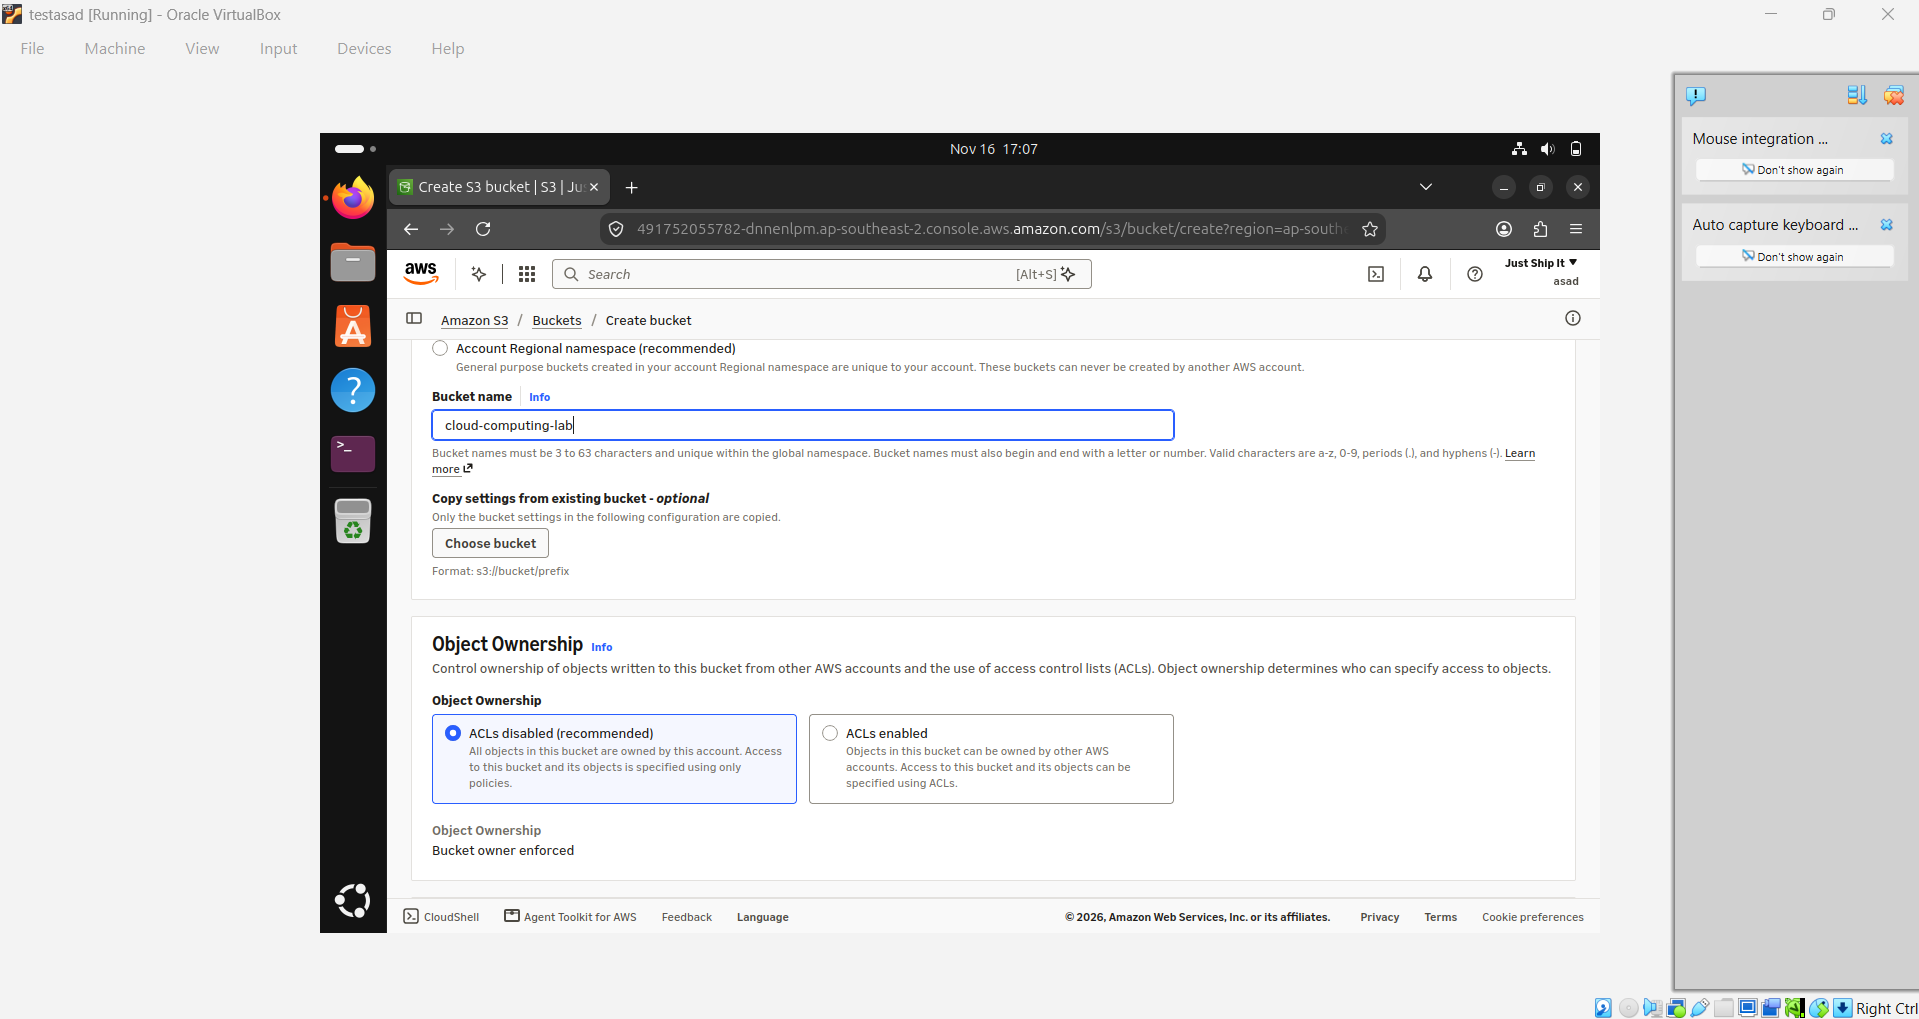 testasad [Running] - Oracle VirtualBox
File Machine View Input Devices Help
Nov 16 17:07
Create S3 bucket | S3 | Ju
491752055782-dnnenlpm.ap-southeast-2.console.aws.amazon.com/s3/bucket/create?region=ap-south
aws
Search [Alt+S]
Just Ship It ▼
asad
Amazon S3 / Buckets / Create bucket
Account Regional namespace (recommended)
General purpose buckets created in your account Regional namespace are unique to your account. These buckets can never be created by another AWS account.
Bucket name Info
cloud-computing-lab
Bucket names must be 3 to 63 characters and unique within the global namespace. Bucket names must also begin and end with a letter or number. Valid characters are a-z, 0-9, periods (.), and hyphens (-). Learn
more
Copy settings from existing bucket - optional
Only the bucket settings in the following configuration are copied.
Choose bucket
Format: s3://bucket/prefix
Object Ownership Info
Control ownership of objects written to this bucket from other AWS accounts and the use of access control lists (ACLs). Object ownership determines who can specify access to objects.
Object Ownership
ACLs disabled (recommended)
All objects in this bucket are owned by this account. Access
to this bucket and its objects is specified using only
policies.
ACLs enabled
Objects in this bucket can be owned by other AWS
accounts. Access to this bucket and its objects can be
specified using ACLs.
Object Ownership
Bucket owner enforced
CloudShell Agent Toolkit for AWS Feedback Language © 2026, Amazon Web Services, Inc. or its affiliates. Privacy Terms Cookie preferences
Mouse integration ...
Don't show again
Auto capture keyboard ...
Don't show again
Right Ctrl